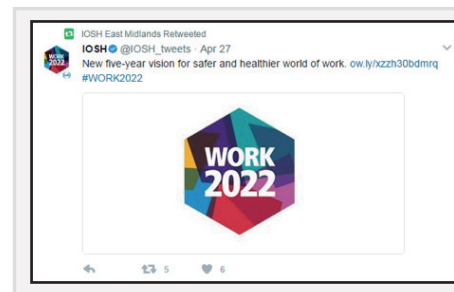 IOSH East Midlands Retweeted
IOSH @IOSH_tweets · Apr 27
New five-year vision for safer and healthier world of work. ow.ly/xzzh30bdmrq
#WORK2022
WORK
2022
5 6